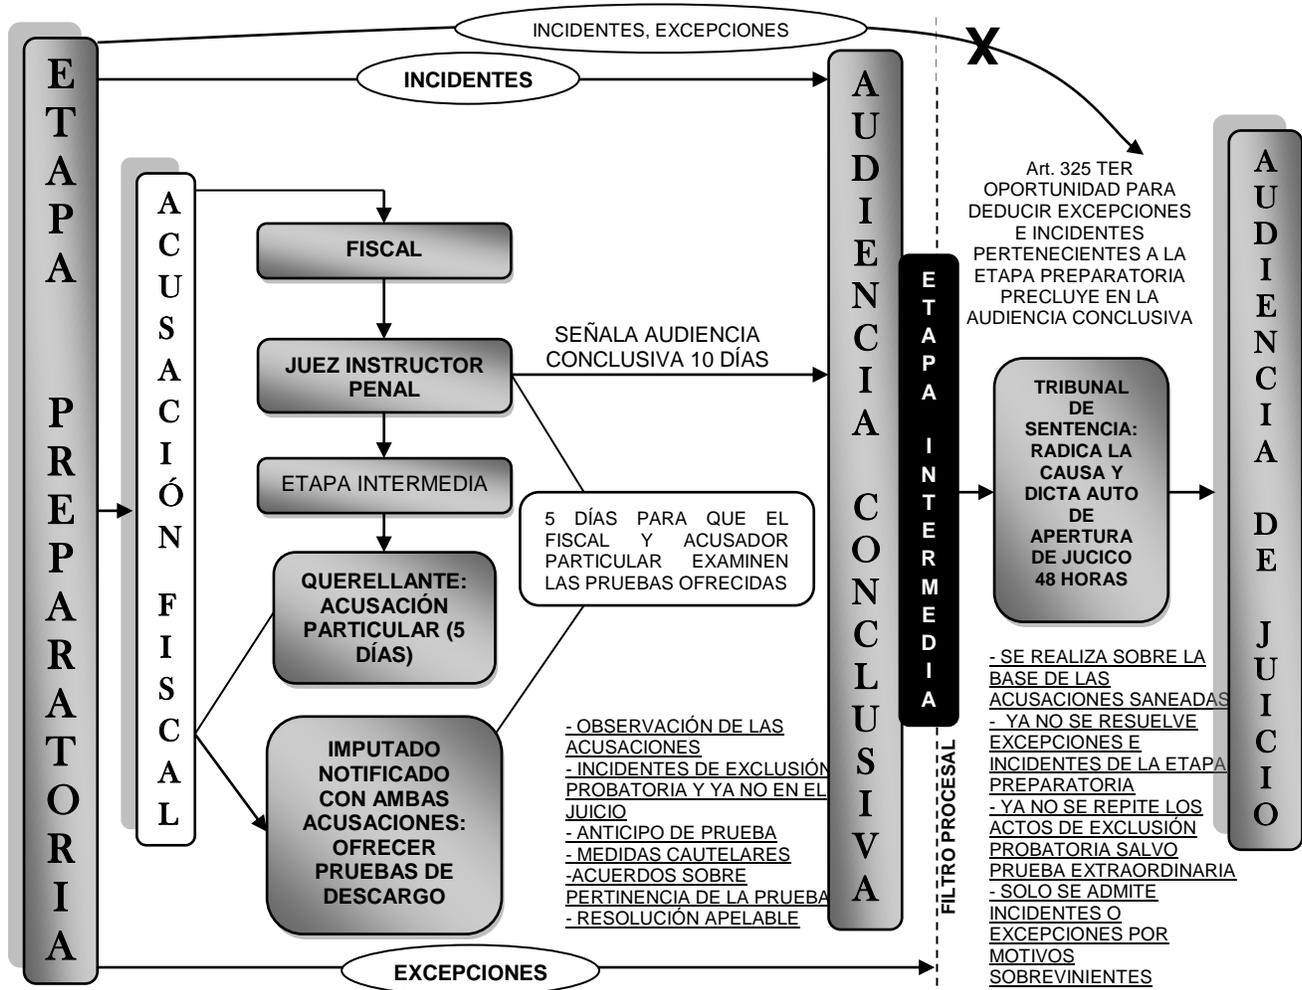 INCIDENTES, EXCEPCIONES
INCIDENTES
ETAPA PREPARATORIA
ACUSACIÓN FISCAL
FISCAL
JUEZ INSTRUCTOR
PENAL
ETAPA INTERMEDIA
QUERELLANTE:
ACUSACIÓN
PARTICULAR (5
DÍAS)
IMPUTADO
NOTIFICADO
CON AMBAS
ACUSACIONES:
OFRECER
PRUEBAS DE
DESCARGO
SEÑALA AUDIENCIA
CONCLUSIVA 10 DÍAS
5 DÍAS PARA QUE EL
FISCAL Y ACUSADOR
PARTICULAR EXAMINEN
LAS PRUEBAS OFRECIDAS
- OBSERVACIÓN DE LAS
ACUSACIONES
- INCIDENTES DE EXCLUSIÓN
PROBATORIA Y YA NO EN EL
JUICIO
- ANTICIPO DE PRUEBA
- MEDIDAS CAUTELARES
-ACUERDOS SOBRE
PERTINENCIA DE LA PRUEBA
- RESOLUCIÓN APELABLE
EXCEPCIONES
AUDIENCIA CONCLUSIVA
ETAPA INTERMEDIA
FILTRO PROCESAL
X
Art. 325 TER
OPORTUNIDAD PARA
DEDUCIR EXCEPCIONES
E INCIDENTES
PERTENECIENTES A LA
ETAPA PREPARATORIA
PRECLUYE EN LA
AUDIENCIA CONCLUSIVA
TRIBUNAL
DE
SENTENCIA:
RADICA LA
CAUSA Y
DICTA AUTO
DE
APERTURA
DE JUCICO
48 HORAS
- SE REALIZA SOBRE LA
BASE DE LAS
ACUSACIONES SANEADAS
- YA NO SE RESUELVE
EXCEPCIONES E
INCIDENTES DE LA ETAPA
PREPARATORIA
- YA NO SE REPITE LOS
ACTOS DE EXCLUSIÓN
PROBATORIA SALVO
PRUEBA EXTRAORDINARIA
- SOLO SE ADMITE
INCIDENTES O
EXCEPCIONES POR
MOTIVOS
SOBREVINIENTES
AUDIENCIA DE JUICIO